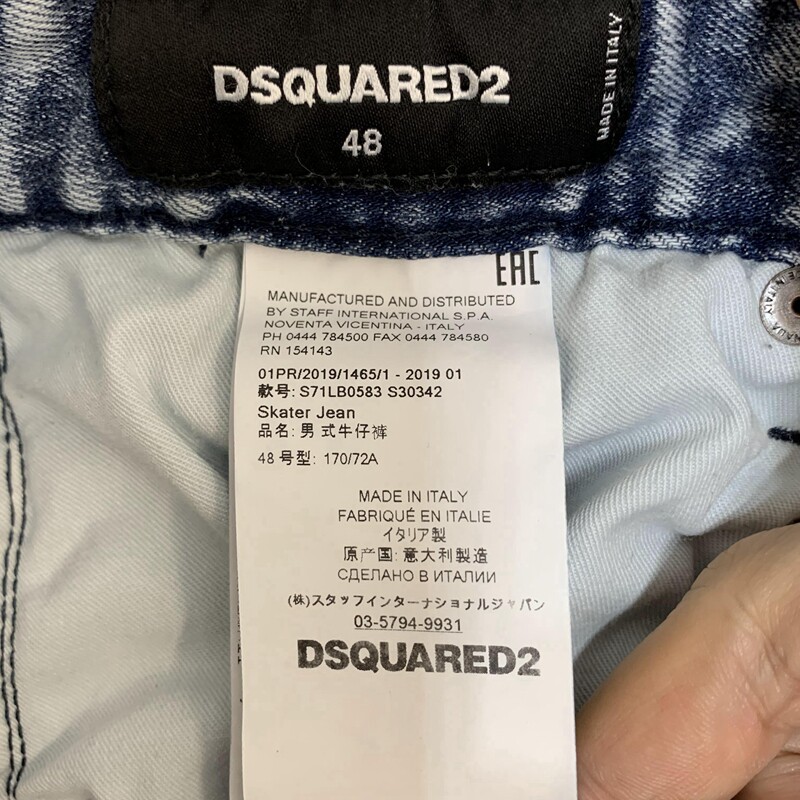 DSQUARED2
48
MADE IN ITALY
EAC
MANUFACTURED AND DISTRIBUTED
BY STAFF INTERNATIONAL S.P.A.
NOVENTA VICENTINA - ITALY
PH 0444 784500 FAX 0444 784580
RN 154143
01PR/2019/1465/1 - 2019 01
款号: S71LB0583 S30342
Skater Jean
品名: 男 式牛仔裤
48 号型: 170/72A
MADE IN ITALY
FABRIQUÉ EN ITALIE
イタリア製
原产国: 意大利製造
СДЕЛАНО В ИТАЛИИ
(株)スタッフインターナショナルジャパン
03-5794-9931
DSQUARED2